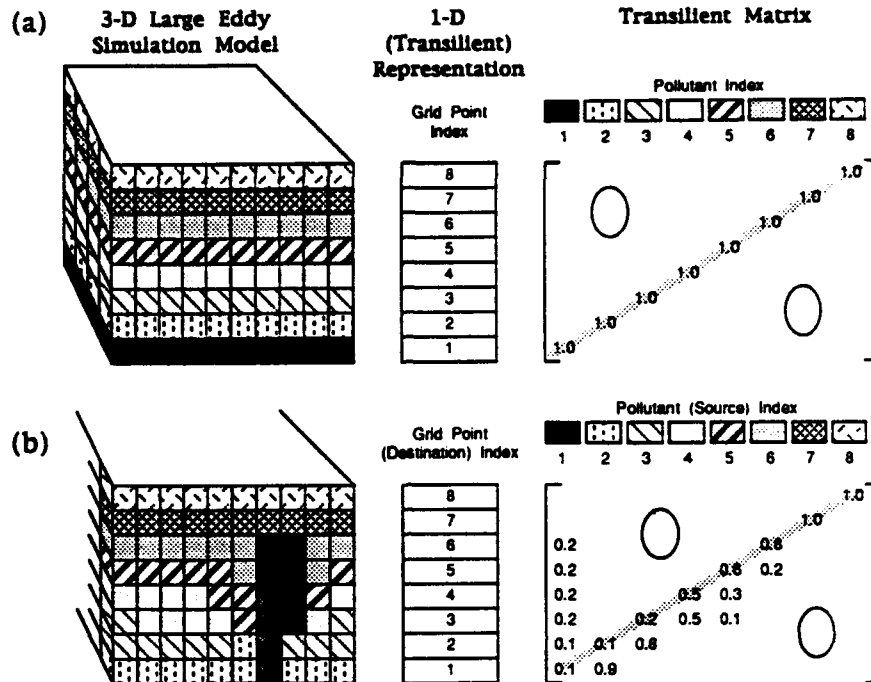 (a)
3-D Large Eddy
Simulation Model
1-D
(Transilient)
Representation
Transilient Matrix
Grid Point
Index
Pollutant Index
1 2 3 4 5 6 7 8
8
7
6
5
4
3
2
1
1.0
1.0
1.0
1.0
1.0
1.0
1.0
1.0
(b)
Grid Point
(Destination) Index
Pollutant (Source) Index
1 2 3 4 5 6 7 8
8
7
6
5
4
3
2
1
1.0
1.0
0.2 0.8
0.2 0.6 0.2
0.2 0.5 0.3
0.2 0.2 0.5 0.1
0.1 0.1 0.8
0.1 0.9